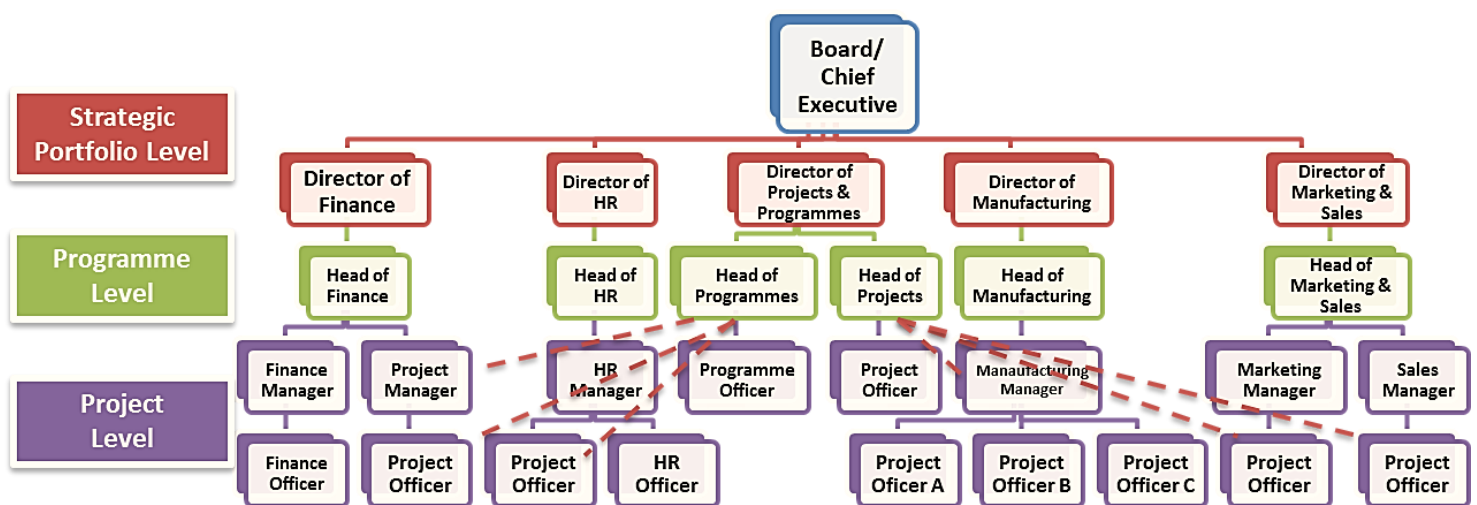 Board/
Chief
Executive
Strategic
Portfolio Level
Director of
Finance
Director of
HR
Director of
Projects &
Programmes
Director of
Manufacturing
Director of
Marketing &
Sales
Programme
Level
Head of
Finance
Head of
HR
Head of
Programmes
Head of
Projects
Head of
Manufacturing
Head of
Marketing &
Sales
Project
Level
Finance
Manager
Project
Manager
HR
Manager
Programme
Officer
Project
Officer
Manaufacturing
Manager
Marketing
Manager
Sales
Manager
Finance
Officer
Project
Officer
Project
Officer
HR
Officer
Project
Oficer A
Project
Officer B
Project
Officer C
Project
Officer
Project
Officer